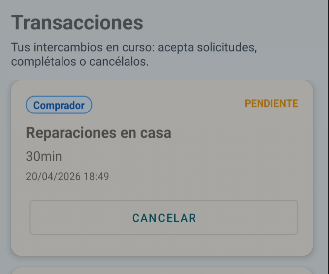 Transacciones
Tus intercambios en curso: acepta solicitudes,
complétalos o cancélalos.
Comprador
PENDIENTE
Reparaciones en casa
30min
20/04/2026 18:49
CANCELAR